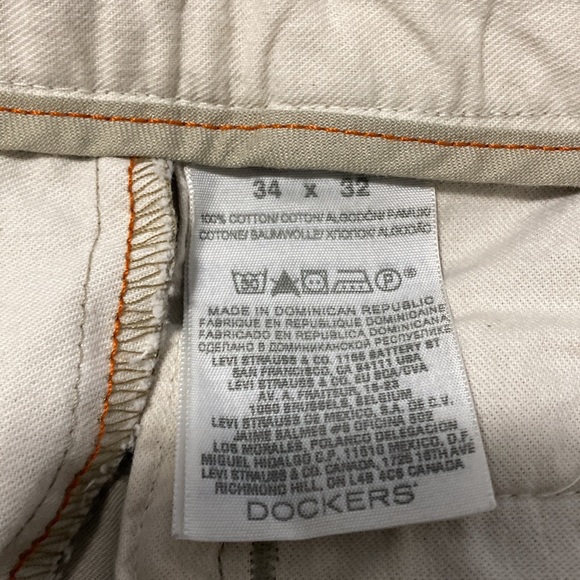 34 x 32
100% COTTON/COTON/ ALGODÓN/ PAMUK/
COTONE/ BAUMWOLLE/ ХЛОПОК/ ALGODÃO
MADE IN DOMINICAN REPUBLIC
FABRIQUE EN REPUBLIQUE DOMINICAINE
FABRICADO EN REPUBLICA DOMINICANA
СДЕЛАНО В ДОМИНИКАНСКОЙ РЕСПУБЛИКЕ
LEVI STRAUSS & CO. 1155 BATTERY ST
SAN FRANCISCO, CA 94111 USA
LEVI STRAUSS & CO. EU BVA/CVA
AV. A. FRAITEUR, 15-23
1050 BRUSSELS, BELGIUM
LEVI STRAUSS DE MEXICO, S.A. DE C.V.
JAIME BALMES #8 OFICINA 302
LOS MORALES, POLANCO DELEGACION
MIGUEL HIDALGO C.P. 11510 MEXICO, D.F.
LEVI STRAUSS & CO. CANADA, 1725 16TH AVE
RICHMOND HILL, ON L4B 4C6 CANADA
DOCKERS®